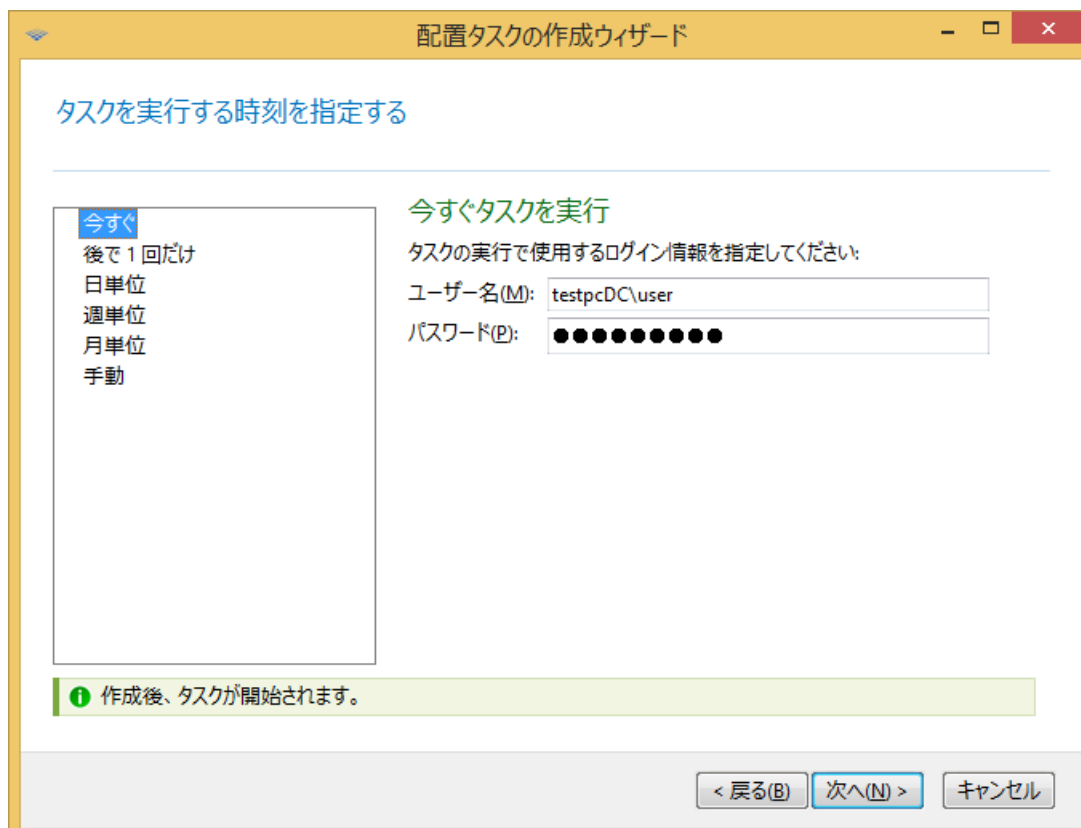 配置タスクの作成ウィザード
タスクを実行する時刻を指定する
今すぐ
後で１回だけ
日単位
週単位
月単位
手動
今すぐタスクを実行
タスクの実行で使用するログイン情報を指定してください:
ユーザー名(M): testpcDC\user
パスワード(P): ●●●●●●●●●
作成後、タスクが開始されます。
< 戻る(B) 次へ(N) > キャンセル